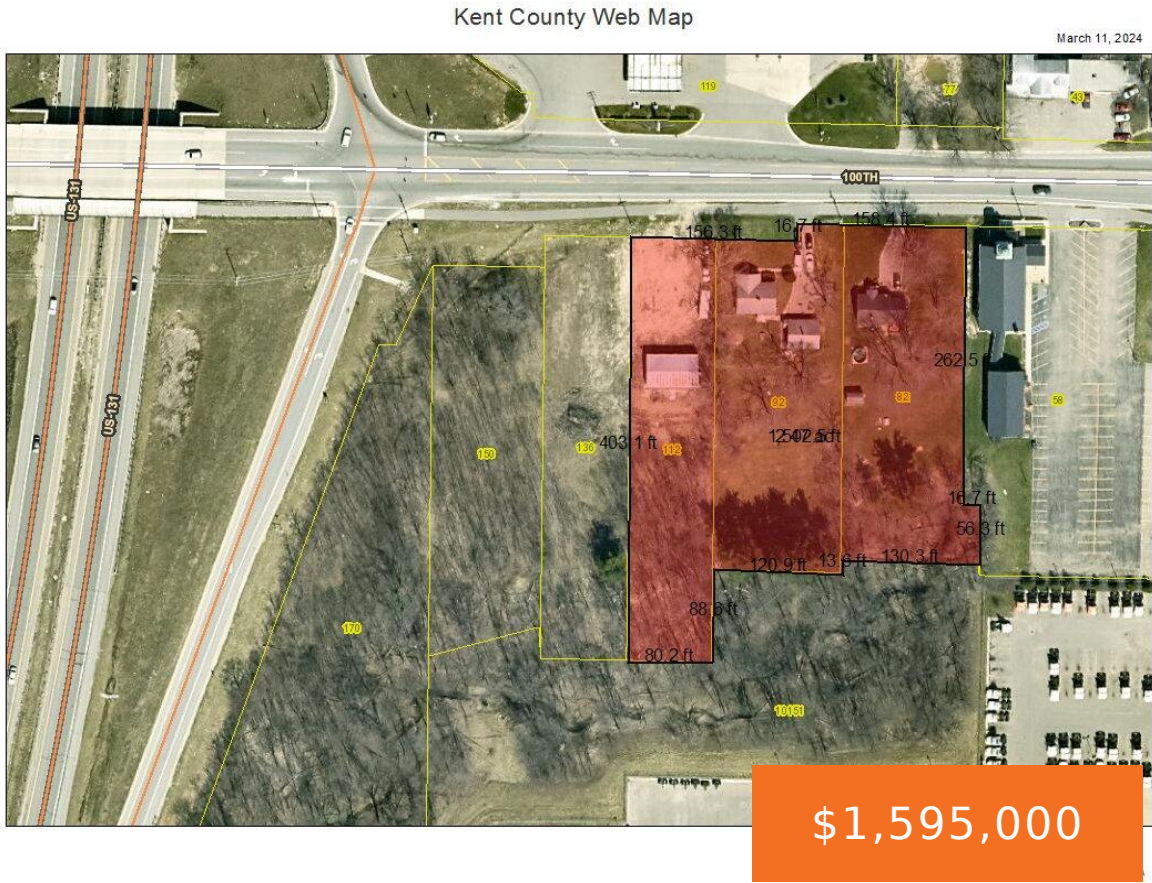 Kent County Web Map
March 11, 2024
119
77
43
US-131
100TH
156.3 ft
16.7 ft
158.4 ft
262.5 ft
92
82
58
150
130
403.1 ft
112
US-131
16.7 ft
56.3 ft
120.9 ft
13.6 ft
130.3 ft
88.6 ft
170
80.2 ft
10151
$1,595,000